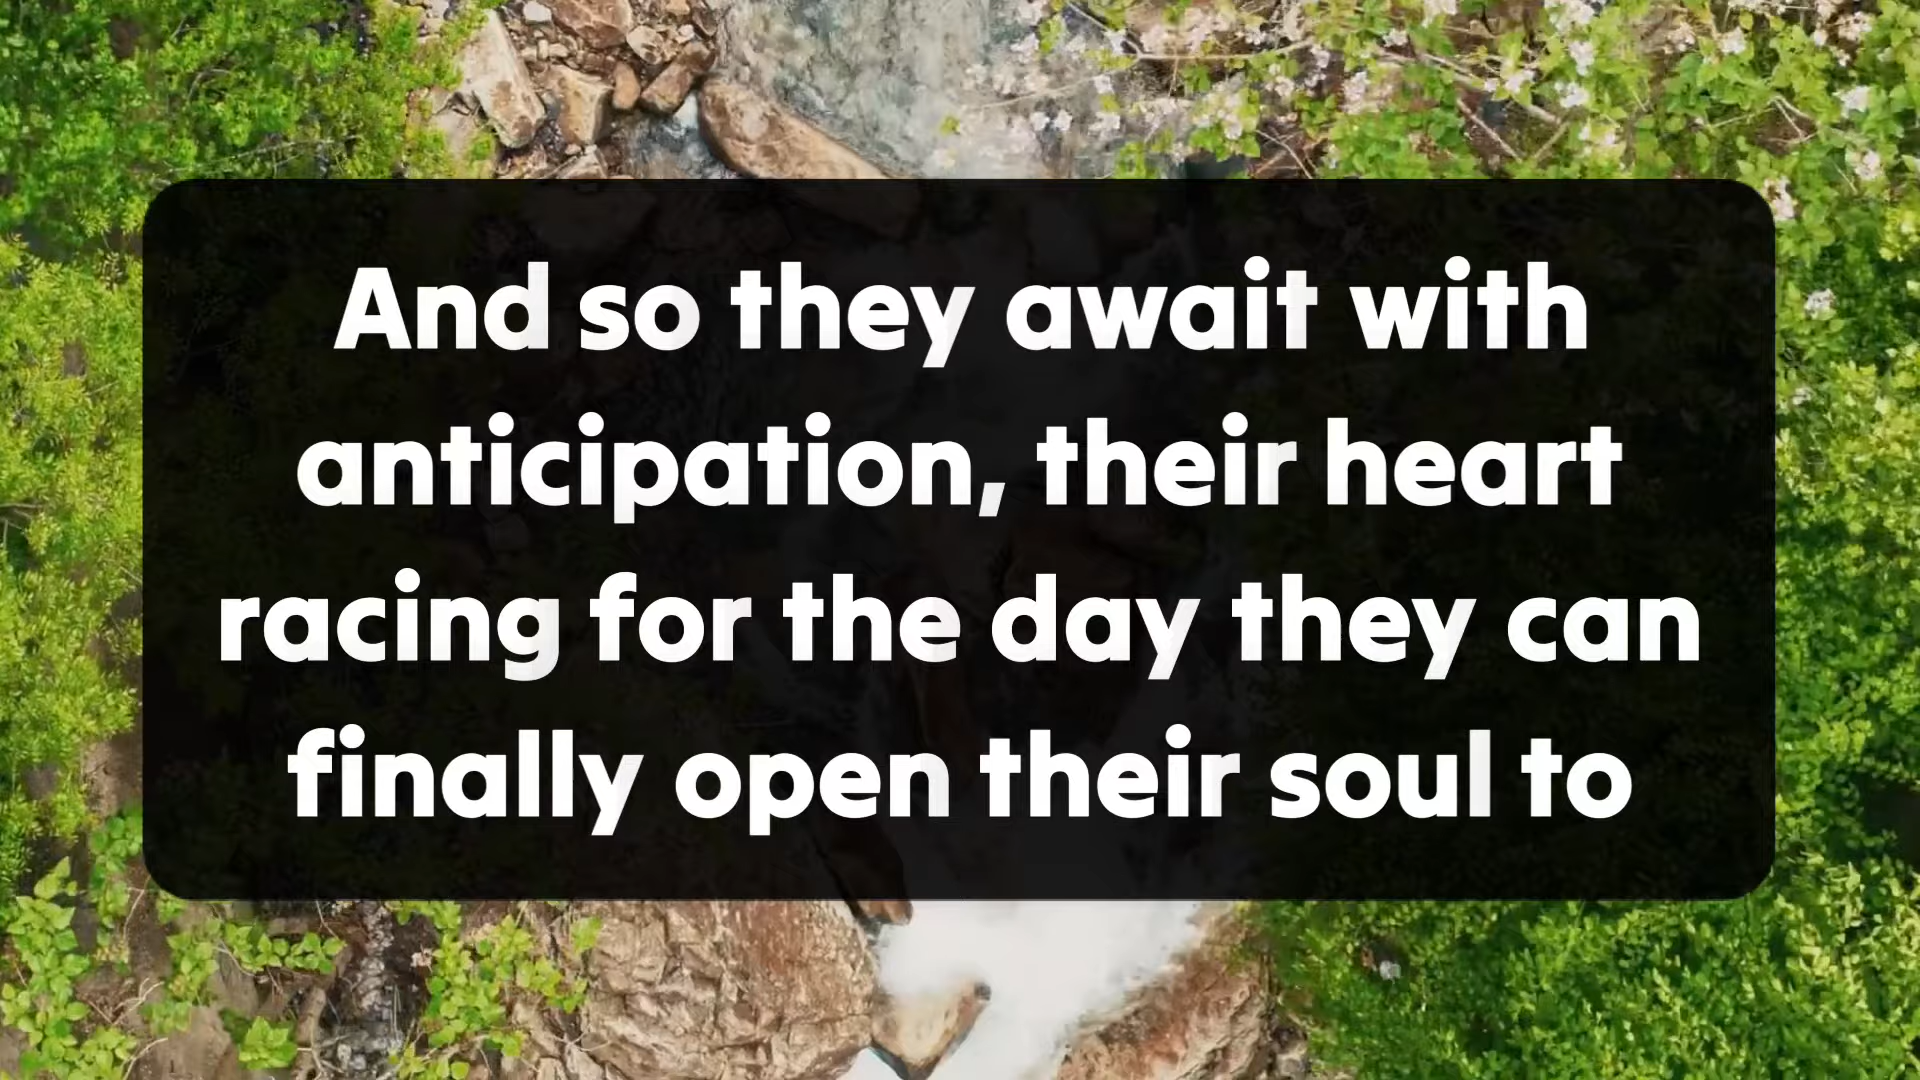 And so they await with
anticipation, their heart
racing for the day they can
finally open their soul to